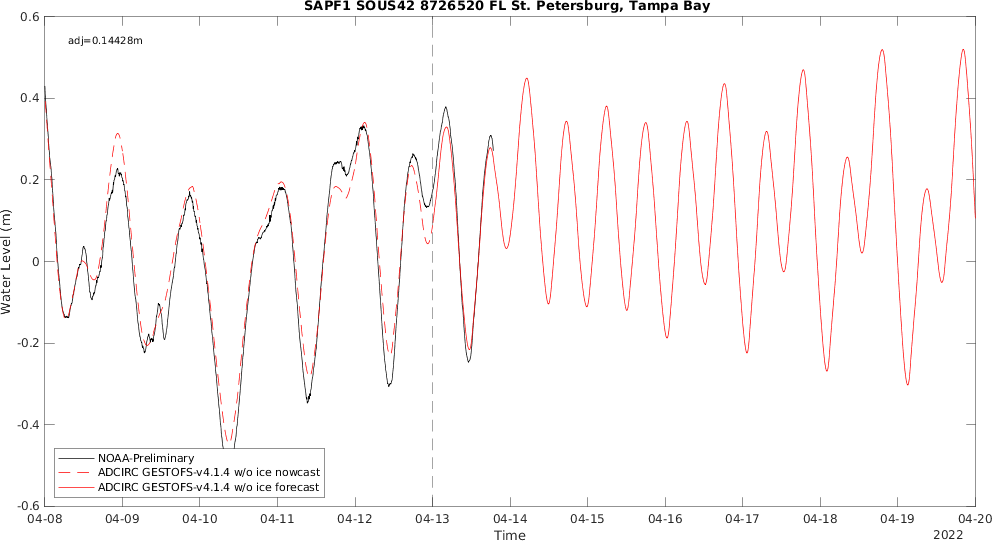 SAPF1 SOUS42 8726520 FL St. Petersburg, Tampa Bay
adj=0.14428m
0.6
0.4
0.2
0
-0.2
-0.4
-0.6
Water Level (m)
NOAA-Preliminary
ADCIRC GESTOFS-v4.1.4 w/o ice nowcast
ADCIRC GESTOFS-v4.1.4 w/o ice forecast
04-08 04-09 04-10 04-11 04-12 04-13 04-14 04-15 04-16 04-17 04-18 04-19 04-20
Time
2022